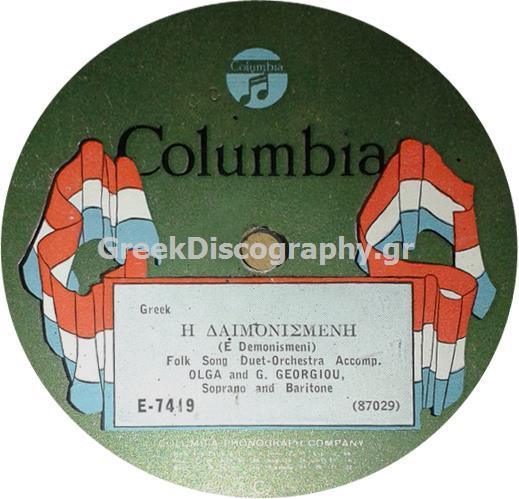 Columbia
Columbia
GreekDiscography.gr
Greek
Η ΔΑΙΜΟΝΙΣΜΕΝΗ
(E Demonismeni)
Folk Song Duet-Orchestra Accomp.
OLGA and G. GEORGIOU,
Soprano and Baritone
E-7419 (87029)
COLUMBIA PHONOGRAPH COMPANY